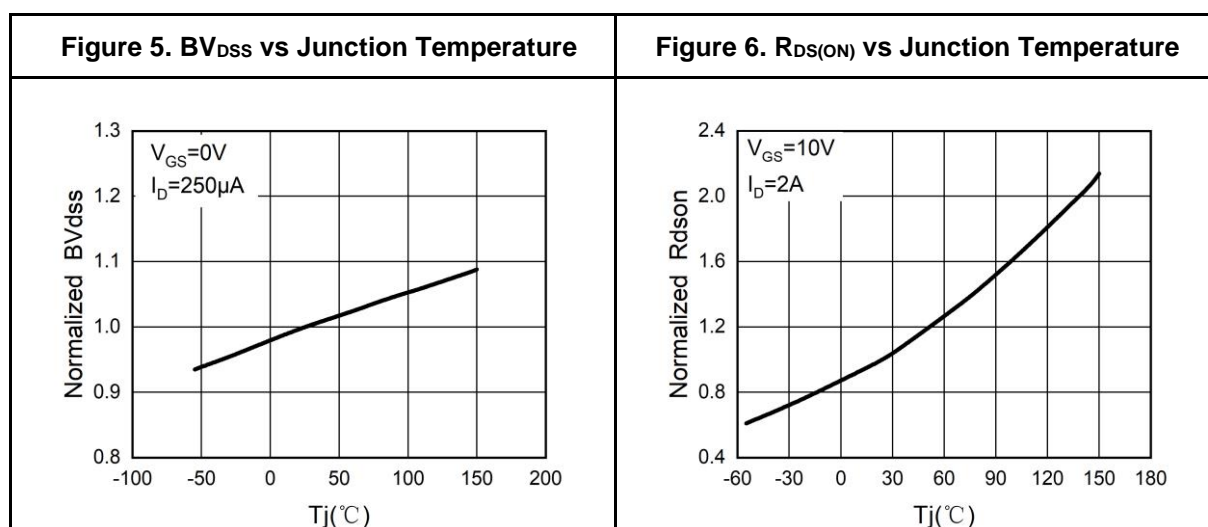 Figure 5. BVDSS vs Junction Temperature
Figure 6. RDS(ON) vs Junction Temperature
1.3
1.2
1.1
1.0
0.9
0.8
Normalized BVdss
VGS=0V
ID=250μA
-100 -50 0 50 100 150 200
Tj(℃)
2.4
2.0
1.6
1.2
0.8
0.4
Normalized Rdson
VGS=10V
ID=2A
-60 -30 0 30 60 90 120 150 180
Tj(℃)